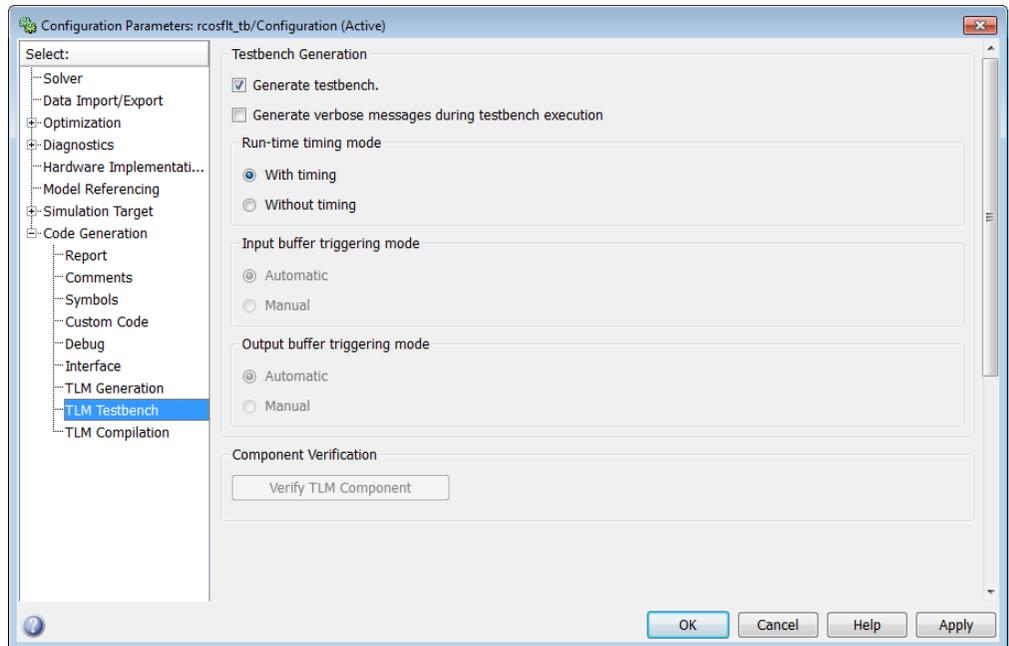 Configuration Parameters: rcosflt_tb/Configuration (Active)
Select:
Solver
Data Import/Export
Optimization
Diagnostics
Hardware Implementati...
Model Referencing
Simulation Target
Code Generation
Report
Comments
Symbols
Custom Code
Debug
Interface
TLM Generation
TLM Testbench
TLM Compilation
Testbench Generation
Generate testbench.
Generate verbose messages during testbench execution
Run-time timing mode
With timing
Without timing
Input buffer triggering mode
Automatic
Manual
Output buffer triggering mode
Automatic
Manual
Component Verification
Verify TLM Component
OK Cancel Help Apply